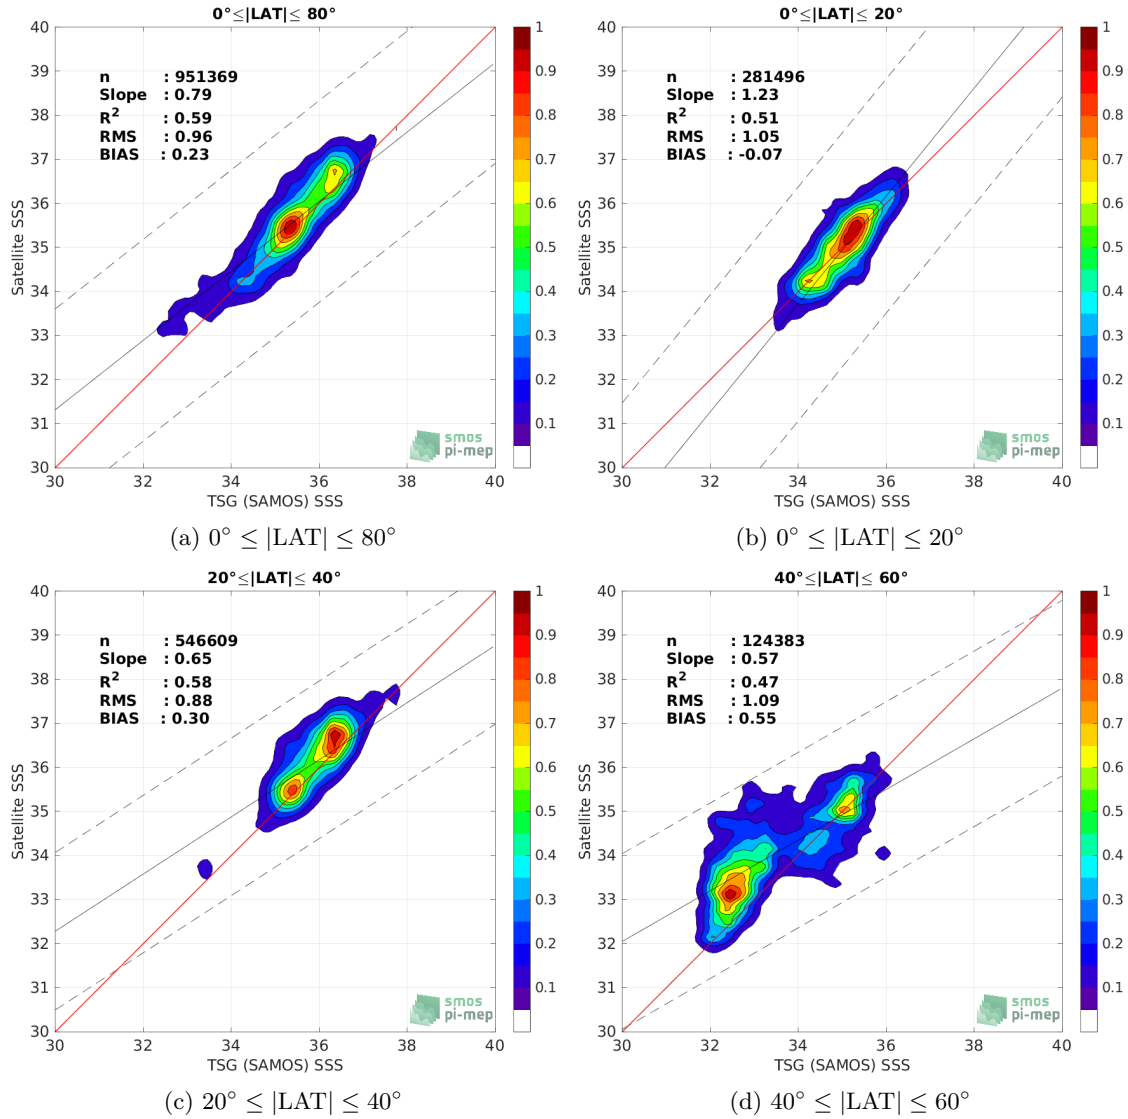 0°≤|LAT|≤ 80°
n : 951369
Slope : 0.79
R² : 0.59
RMS : 0.96
BIAS : 0.23
40
39
38
37
36
35
34
33
32
31
30
Satellite SSS
30 32 34 36 38 40
TSG (SAMOS) SSS
1
0.9
0.8
0.7
0.6
0.5
0.4
0.3
0.2
0.1
smos
pi-mep
(a) 0° ≤ |LAT| ≤ 80°
0°≤|LAT|≤ 20°
n : 281496
Slope : 1.23
R² : 0.51
RMS : 1.05
BIAS : -0.07
40
39
38
37
36
35
34
33
32
31
30
Satellite SSS
30 32 34 36 38 40
TSG (SAMOS) SSS
1
0.9
0.8
0.7
0.6
0.5
0.4
0.3
0.2
0.1
smos
pi-mep
(b) 0° ≤ |LAT| ≤ 20°
20°≤|LAT|≤ 40°
n : 546609
Slope : 0.65
R² : 0.58
RMS : 0.88
BIAS : 0.30
40
39
38
37
36
35
34
33
32
31
30
Satellite SSS
30 32 34 36 38 40
TSG (SAMOS) SSS
1
0.9
0.8
0.7
0.6
0.5
0.4
0.3
0.2
0.1
smos
pi-mep
(c) 20° ≤ |LAT| ≤ 40°
40°≤|LAT|≤ 60°
n : 124383
Slope : 0.57
R² : 0.47
RMS : 1.09
BIAS : 0.55
40
39
38
37
36
35
34
33
32
31
30
Satellite SSS
30 32 34 36 38 40
TSG (SAMOS) SSS
1
0.9
0.8
0.7
0.6
0.5
0.4
0.3
0.2
0.1
smos
pi-mep
(d) 40° ≤ |LAT| ≤ 60°